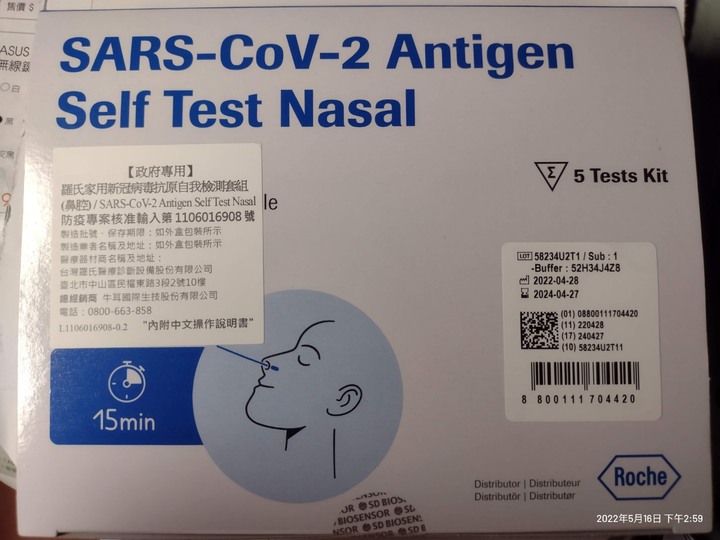 售價 $
ASUS
無線
白
黑
SARS-CoV-2 Antigen
Self Test Nasal
【政府專用】
羅氏家用新冠病毒抗原自我檢測套組
(鼻腔) / SARS-CoV-2 Antigen Self Test Nasal
防疫專案核准輸入第 1106016908 號
製造批號、保存期限：如外盒包裝所示
製造業者名稱及地址：如外盒包裝所示
醫療器材商名稱及地址：
台灣羅氏醫療診斷設備股份有限公司
臺北市中山區民權東路3段2號10樓
總經銷商 牛耳國際生技股份有限公司
電話：0800-663-858
L1106016908-0.2 "內附中文操作說明書"
le
Σ 5 Tests Kit
LOT 58234U2T1 / Sub : 1
-Buffer : 52H34J4Z8
2022-04-28
2024-04-27
(01) 08800111704420
(11) 220428
(17) 240427
(10) 58234U2T11
8 800111 704420
15min
Distributor | Distributeur
Distributör | Distributør
Roche
SD BIOSENSOR
2022年5月16日 下午2:59